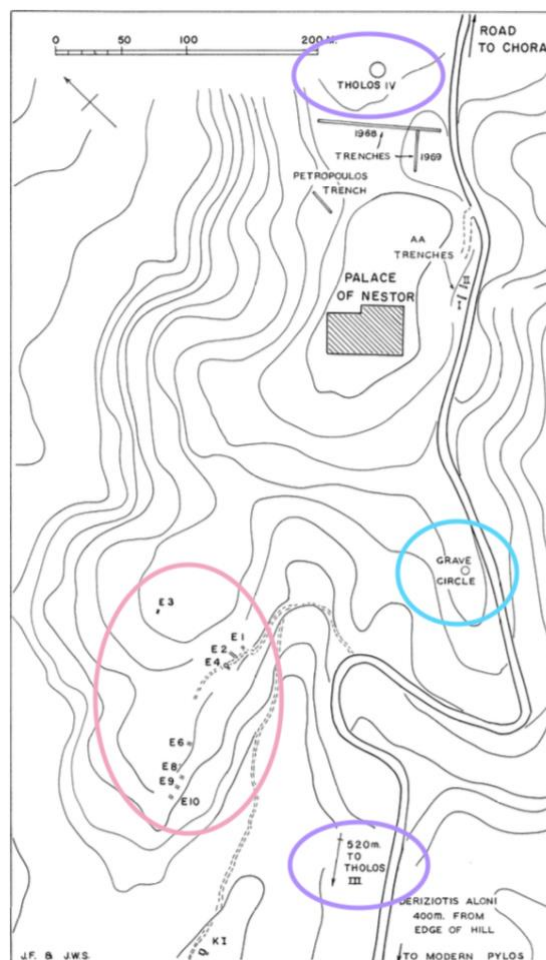 0 50 100 200 M.
ROAD
TO CHORA
THOLOS IV
1968
TRENCHES
1969
PETROPOULOS
TRENCH
AA
TRENCHES
PALACE
OF NESTOR
GRAVE
CIRCLE
E3
E1
E2
E4
E6
E8
E9
E10
520m.
TO
THOLOS
III
DERIZIOTIS ALONI
400M. FROM
EDGE OF HILL
KI
J.F. & J.W.S.
TO MODERN PYLOS